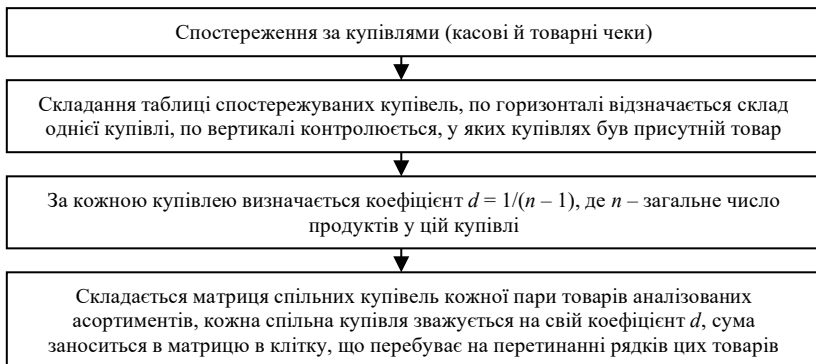 Спостереження за купівлями (касові й товарні чеки)
Складання таблиці спостережуваних купівель, по горизонталі відзначається склад
однієї купівлі, по вертикалі контролюється, у яких купівлях був присутній товар
За кожною купівлею визначається коефіцієнт d = 1/(n – 1), де n – загальне число
продуктів у цій купівлі
Складається матриця спільних купівель кожної пари товарів аналізованих
асортиментів, кожна спільна купівля зважується на свій коефіцієнт d, сума
заноситься в матрицю в клітку, що перебуває на перетинанні рядків цих товарів